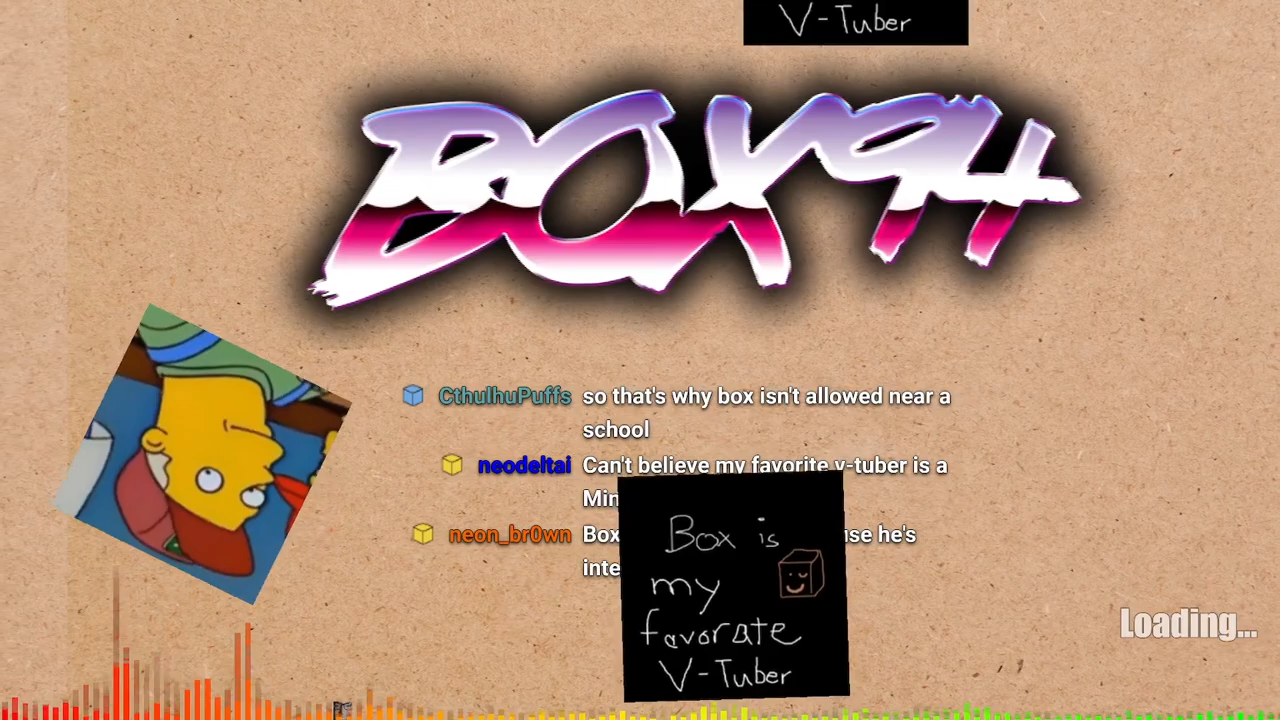 V-Tuber
BOX94
CthulhuPuffs so that's why box isn't allowed near a
school
neodeltai Can't believe my favorite v-tuber is a
neon_br0wn Box
he's
Box is
my
favorate
V-Tuber
Loading...